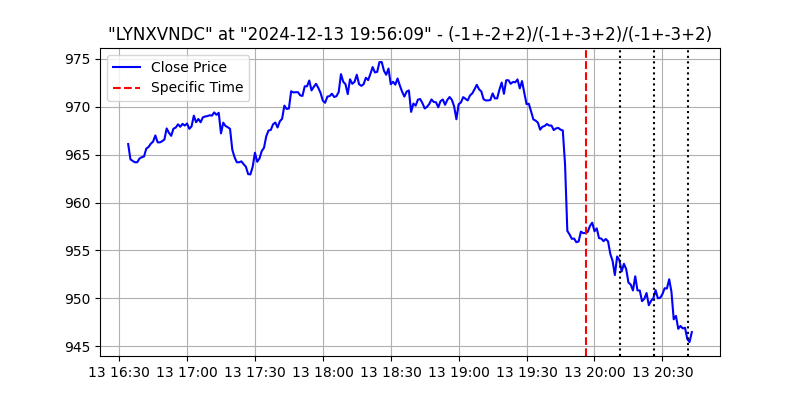 "LYNXVNDC" at "2024-12-13 19:56:09" - (-1+-2+2)/(-1+-3+2)/(-1+-3+2)
Close Price
Specific Time
975
970
965
960
955
950
945
13 16:30 13 17:00 13 17:30 13 18:00 13 18:30 13 19:00 13 19:30 13 20:00 13 20:30